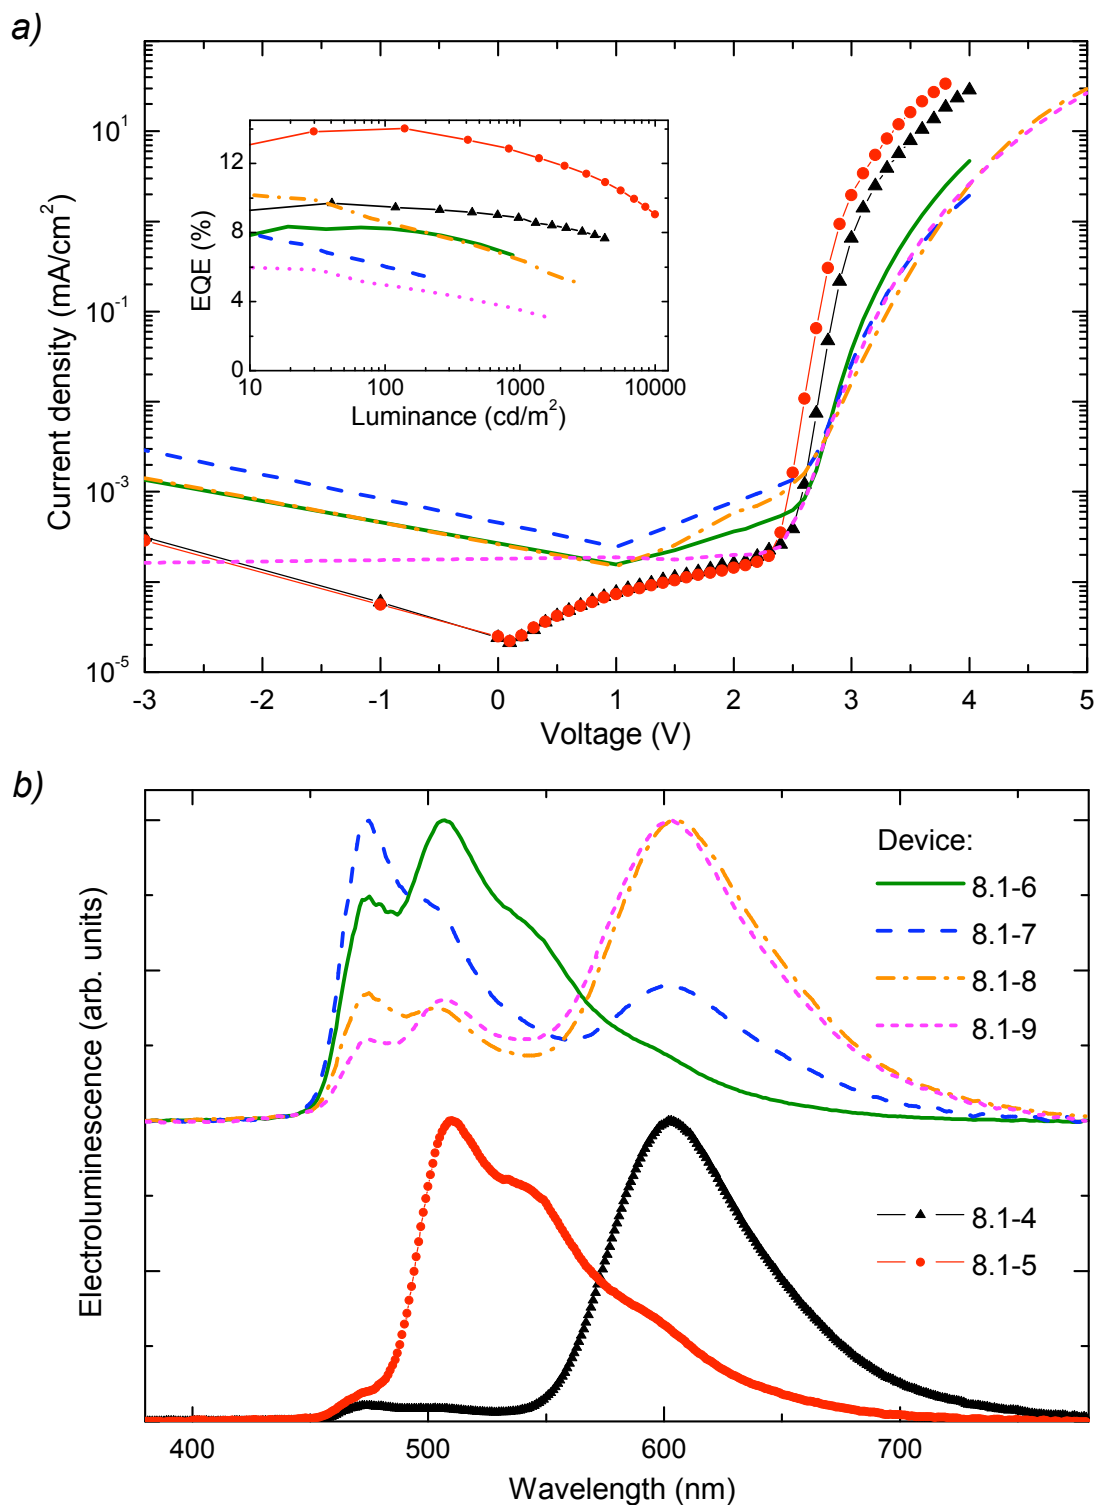 a)
10¹
10⁻¹
10⁻³
10⁻⁵
Current density (mA/cm²)
-3 -2 -1 0 1 2 3 4 5
Voltage (V)
12
8
4
0
EQE (%)
10 100 1000 10000
Luminance (cd/m²)
b)
Electroluminescence (arb. units)
Device:
8.1-6
8.1-7
8.1-8
8.1-9
8.1-4
8.1-5
400 500 600 700
Wavelength (nm)